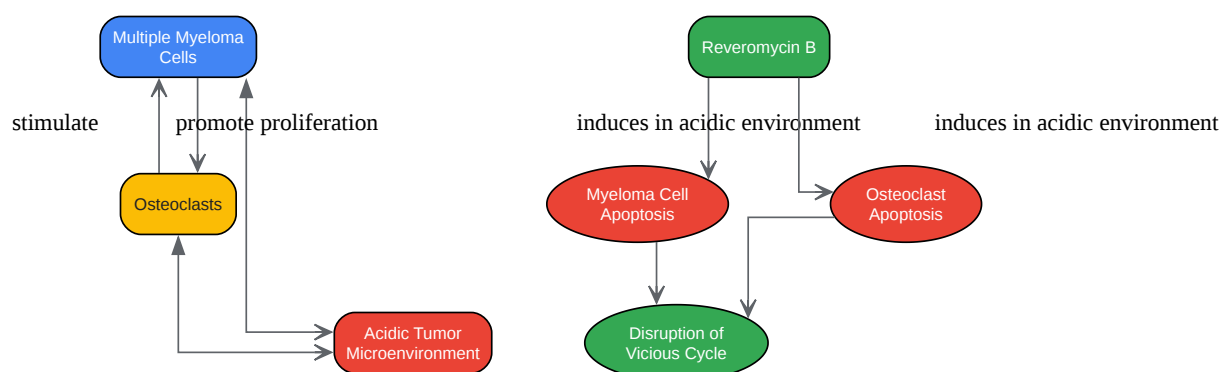 Multiple Myeloma
Cells
Reveromycin B
stimulate
promote proliferation
induces in acidic environment
induces in acidic environment
Osteoclasts
Myeloma Cell
Apoptosis
Osteoclast
Apoptosis
Acidic Tumor
Microenvironment
Disruption of
Vicious Cycle